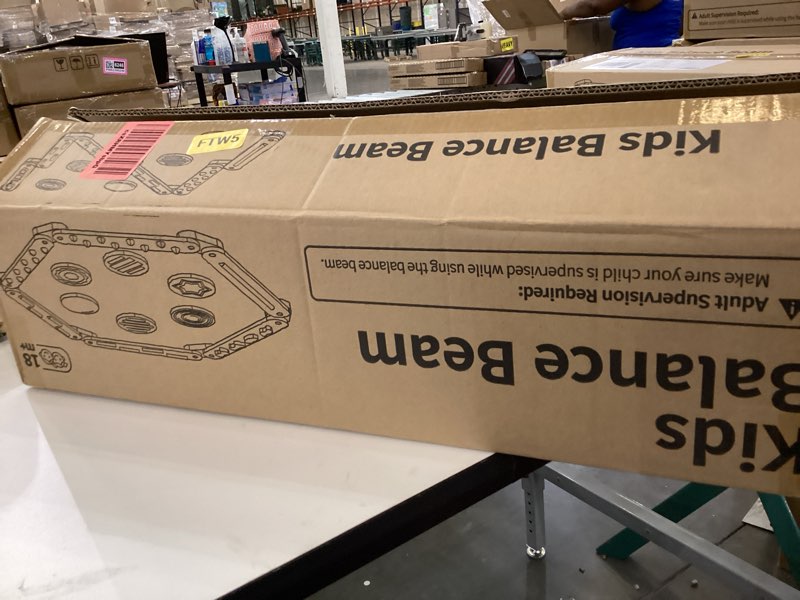 Kids Balance Beam
FTW5
Adult Supervision Required:
Make sure your child is supervised while using the balance beam.
Kids
Balance Beam
18
m+
Adult Supervision Required:
HEAVY